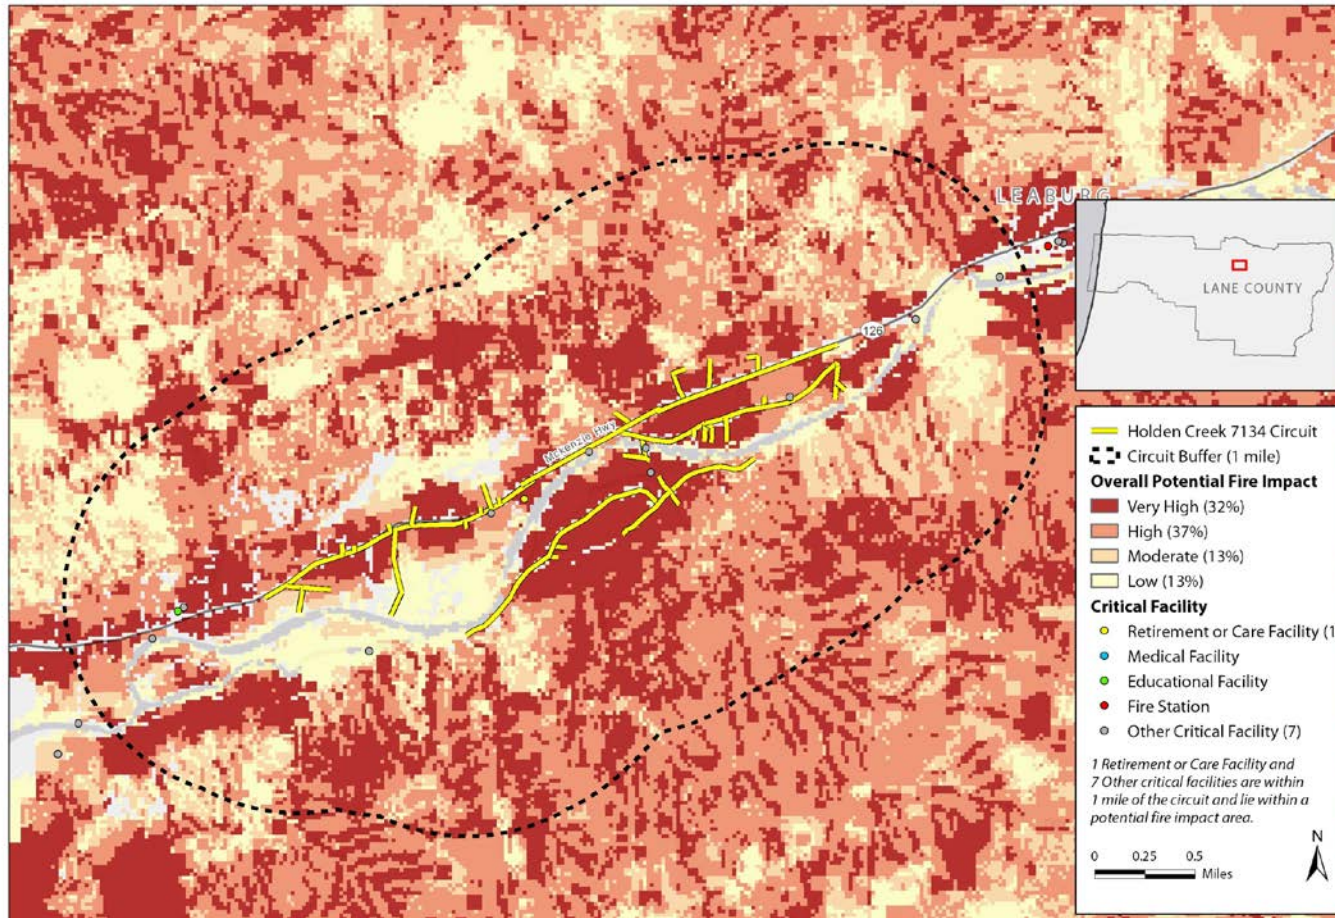 LEABURG
LANE COUNTY
126
Mckenzie Hwy
Holden Creek 7134 Circuit
Circuit Buffer (1 mile)
Overall Potential Fire Impact
Very High (32%)
High (37%)
Moderate (13%)
Low (13%)
Critical Facility
Retirement or Care Facility (1
Medical Facility
Educational Facility
Fire Station
Other Critical Facility (7)
1 Retirement or Care Facility and
7 Other critical facilities are within
1 mile of the circuit and lie within a
potential fire impact area.
N
0 0.25 0.5
Miles